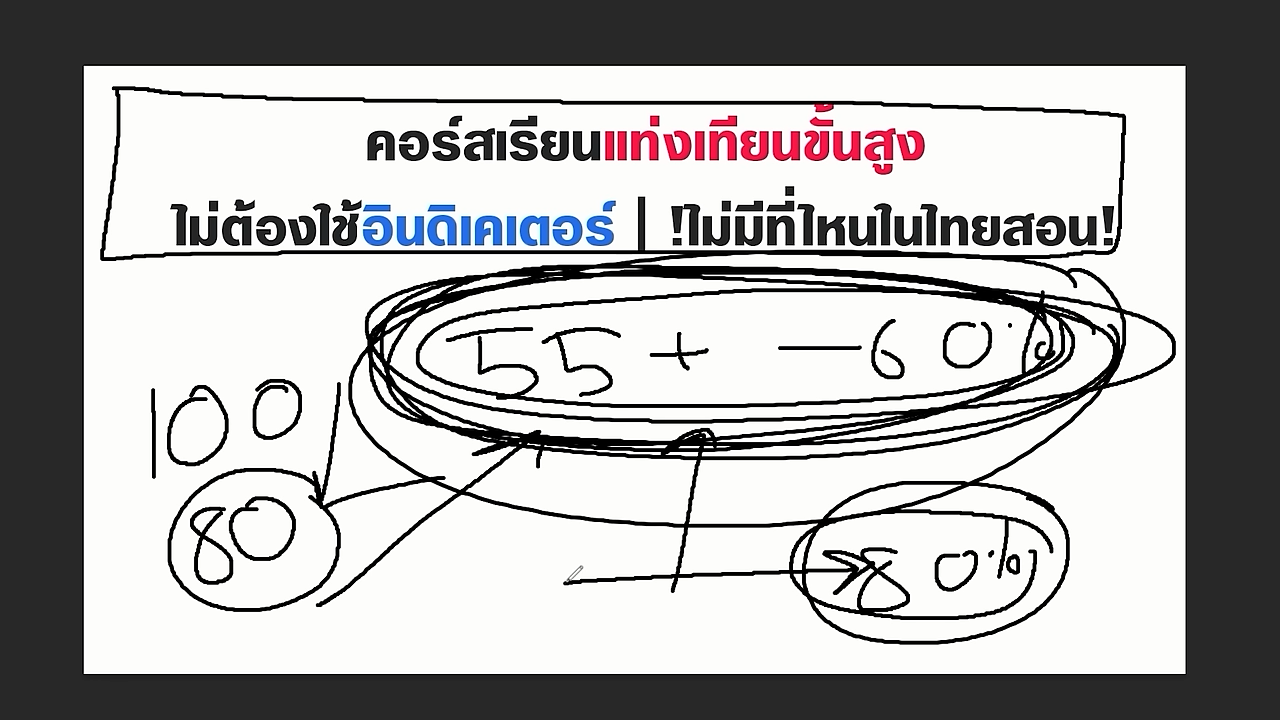 คอร์สเรียนแท่งเทียนขั้นสูง
ไม่ต้องใช้อินดิเคเตอร์ | !ไม่มีที่ไหนในไทยสอน!
55 + — 60%
100
80
80%